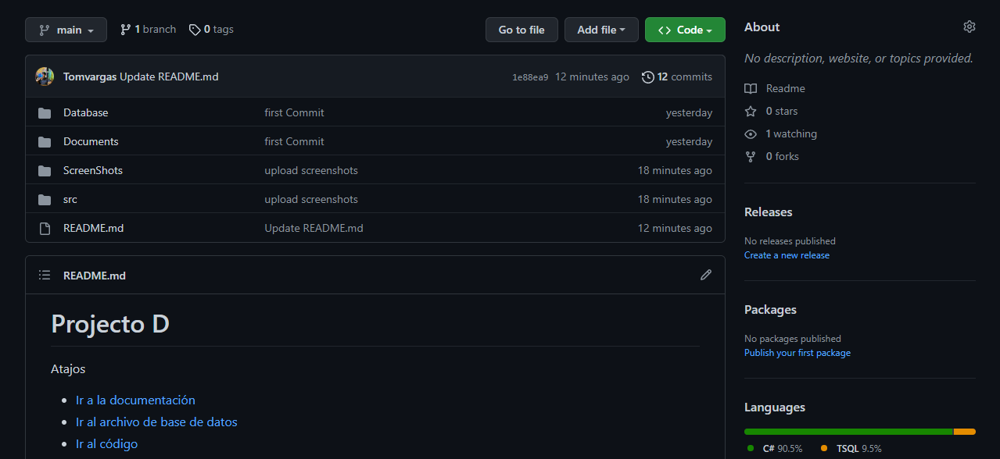 main 1 branch 0 tags Go to file Add file <> Code
Tomvargas Update README.md 1e88ea9 12 minutes ago 12 commits
Database first Commit yesterday
Documents first Commit yesterday
ScreenShots upload screenshots 18 minutes ago
src upload screenshots 18 minutes ago
README.md Update README.md 12 minutes ago
README.md
Projecto D
Atajos
Ir a la documentación
Ir al archivo de base de datos
Ir al código
About
No description, website, or topics provided.
Readme
0 stars
1 watching
0 forks
Releases
No releases published
Create a new release
Packages
No packages published
Publish your first package
Languages
C# 90.5% TSQL 9.5%